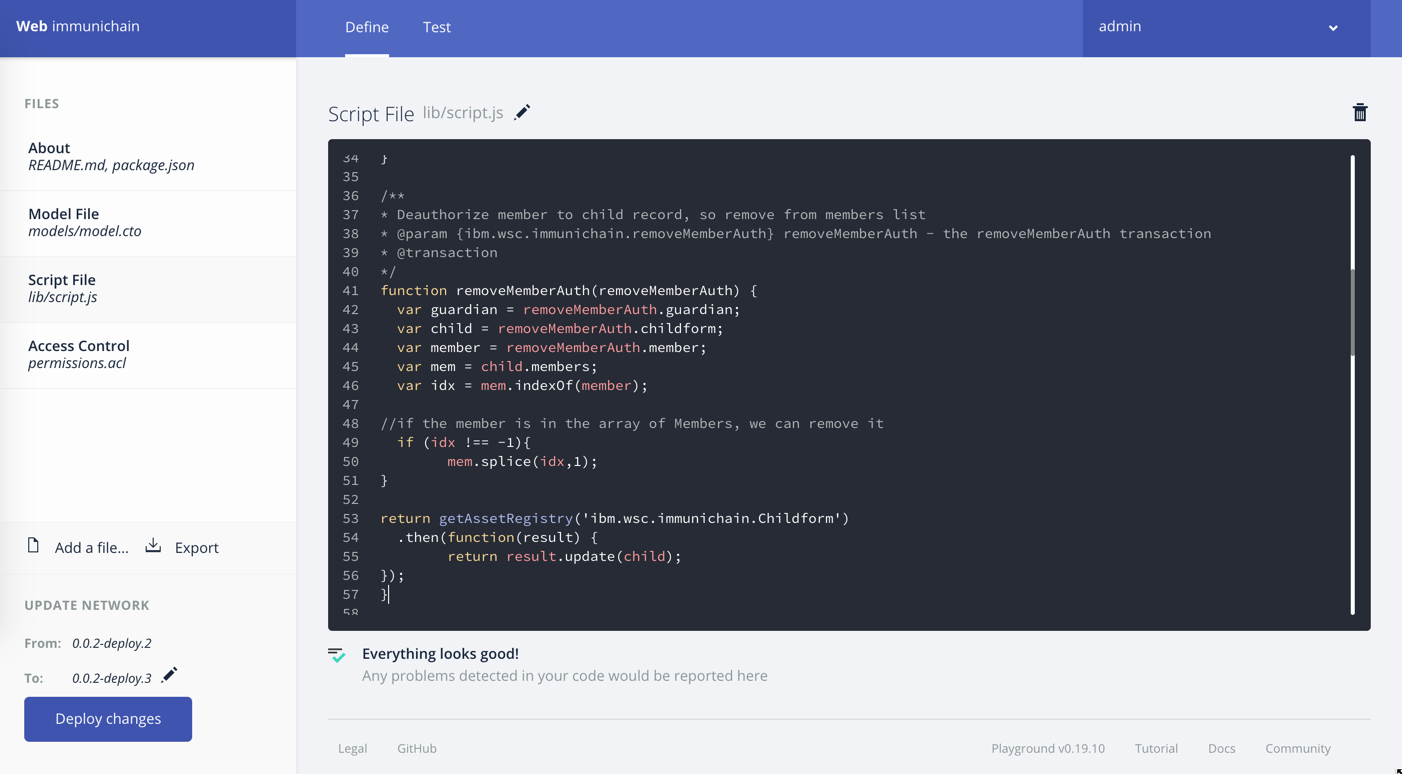 Web immunichain
Define
Test
admin
FILES
About
README.md, package.json
Model File
models/model.cto
Script File
lib/script.js
Access Control
permissions.acl
Add a file...
Export
UPDATE NETWORK
From: 0.0.2-deploy.2
To: 0.0.2-deploy.3
Deploy changes
Script File lib/script.js
34 }
35
36 /**
37 * Deauthorize member to child record, so remove from members list
38 * @param {ibm.wsc.immunichain.removeMemberAuth} removeMemberAuth - the removeMemberAuth transaction
39 * @transaction
40 */
41 function removeMemberAuth(removeMemberAuth) {
42   var guardian = removeMemberAuth.guardian;
43   var child = removeMemberAuth.childform;
44   var member = removeMemberAuth.member;
45   var mem = child.members;
46   var idx = mem.indexOf(member);
47
48 //if the member is in the array of Members, we can remove it
49   if (idx !== -1){
50         mem.splice(idx,1);
51 }
52
53 return getAssetRegistry('ibm.wsc.immunichain.Childform')
54   .then(function(result) {
55         return result.update(child);
56 });
57 }
58
Everything looks good!
Any problems detected in your code would be reported here
Legal
GitHub
Playground v0.19.10
Tutorial
Docs
Community